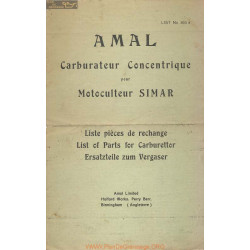 AMAL
Carburateur Concentrique
pour
Motoculteur SIMAR
Liste pièces de rechange
List of Parts for Carburettor
Ersatzteile zum Vergaser
Amal Limited
Holford Works, Perry Barr,
Birmingham (Angleterre)